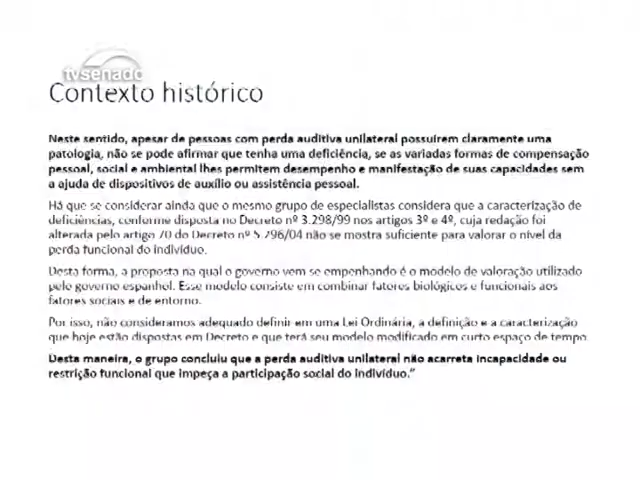 tvsenado
Contexto histórico
Neste sentido, apesar de pessoas com perda auditiva unilateral possuírem claramente uma
patologia, não se pode afirmar que tenha uma deficiência, se as variadas formas de compensação
pessoal, social e ambiental lhes permitem desempenho e manifestação de suas capacidades sem
a ajuda de dispositivos de auxílio ou assistência pessoal.
Há que se considerar ainda que o mesmo grupo de especialistas considera que a caracterização de
deficiências, conforme disposta no Decreto nº 3.298/99 nos artigos 3º e 4º, cuja redação foi
alterada pelo artigo 70 do Decreto nº 5.296/04 não se mostra suficiente para valorar o nível da
perda funcional do indivíduo.
Desta forma, a proposta na qual o governo vem se empenhando é o modelo de valoração utilizado
pelo governo espanhol. Esse modelo consiste em combinar fatores biológicos e funcionais aos
fatores sociais e de entorno.
Por isso, não consideramos adequado definir em uma Lei Ordinária, a definição e a caracterização
que hoje estão dispostas em Decreto e que terá seu modelo modificado em curto espaço de tempo
Desta maneira, o grupo concluiu que a perda auditiva unilateral não acarreta incapacidade ou
restrição funcional que impeça a participação social do indivíduo.”